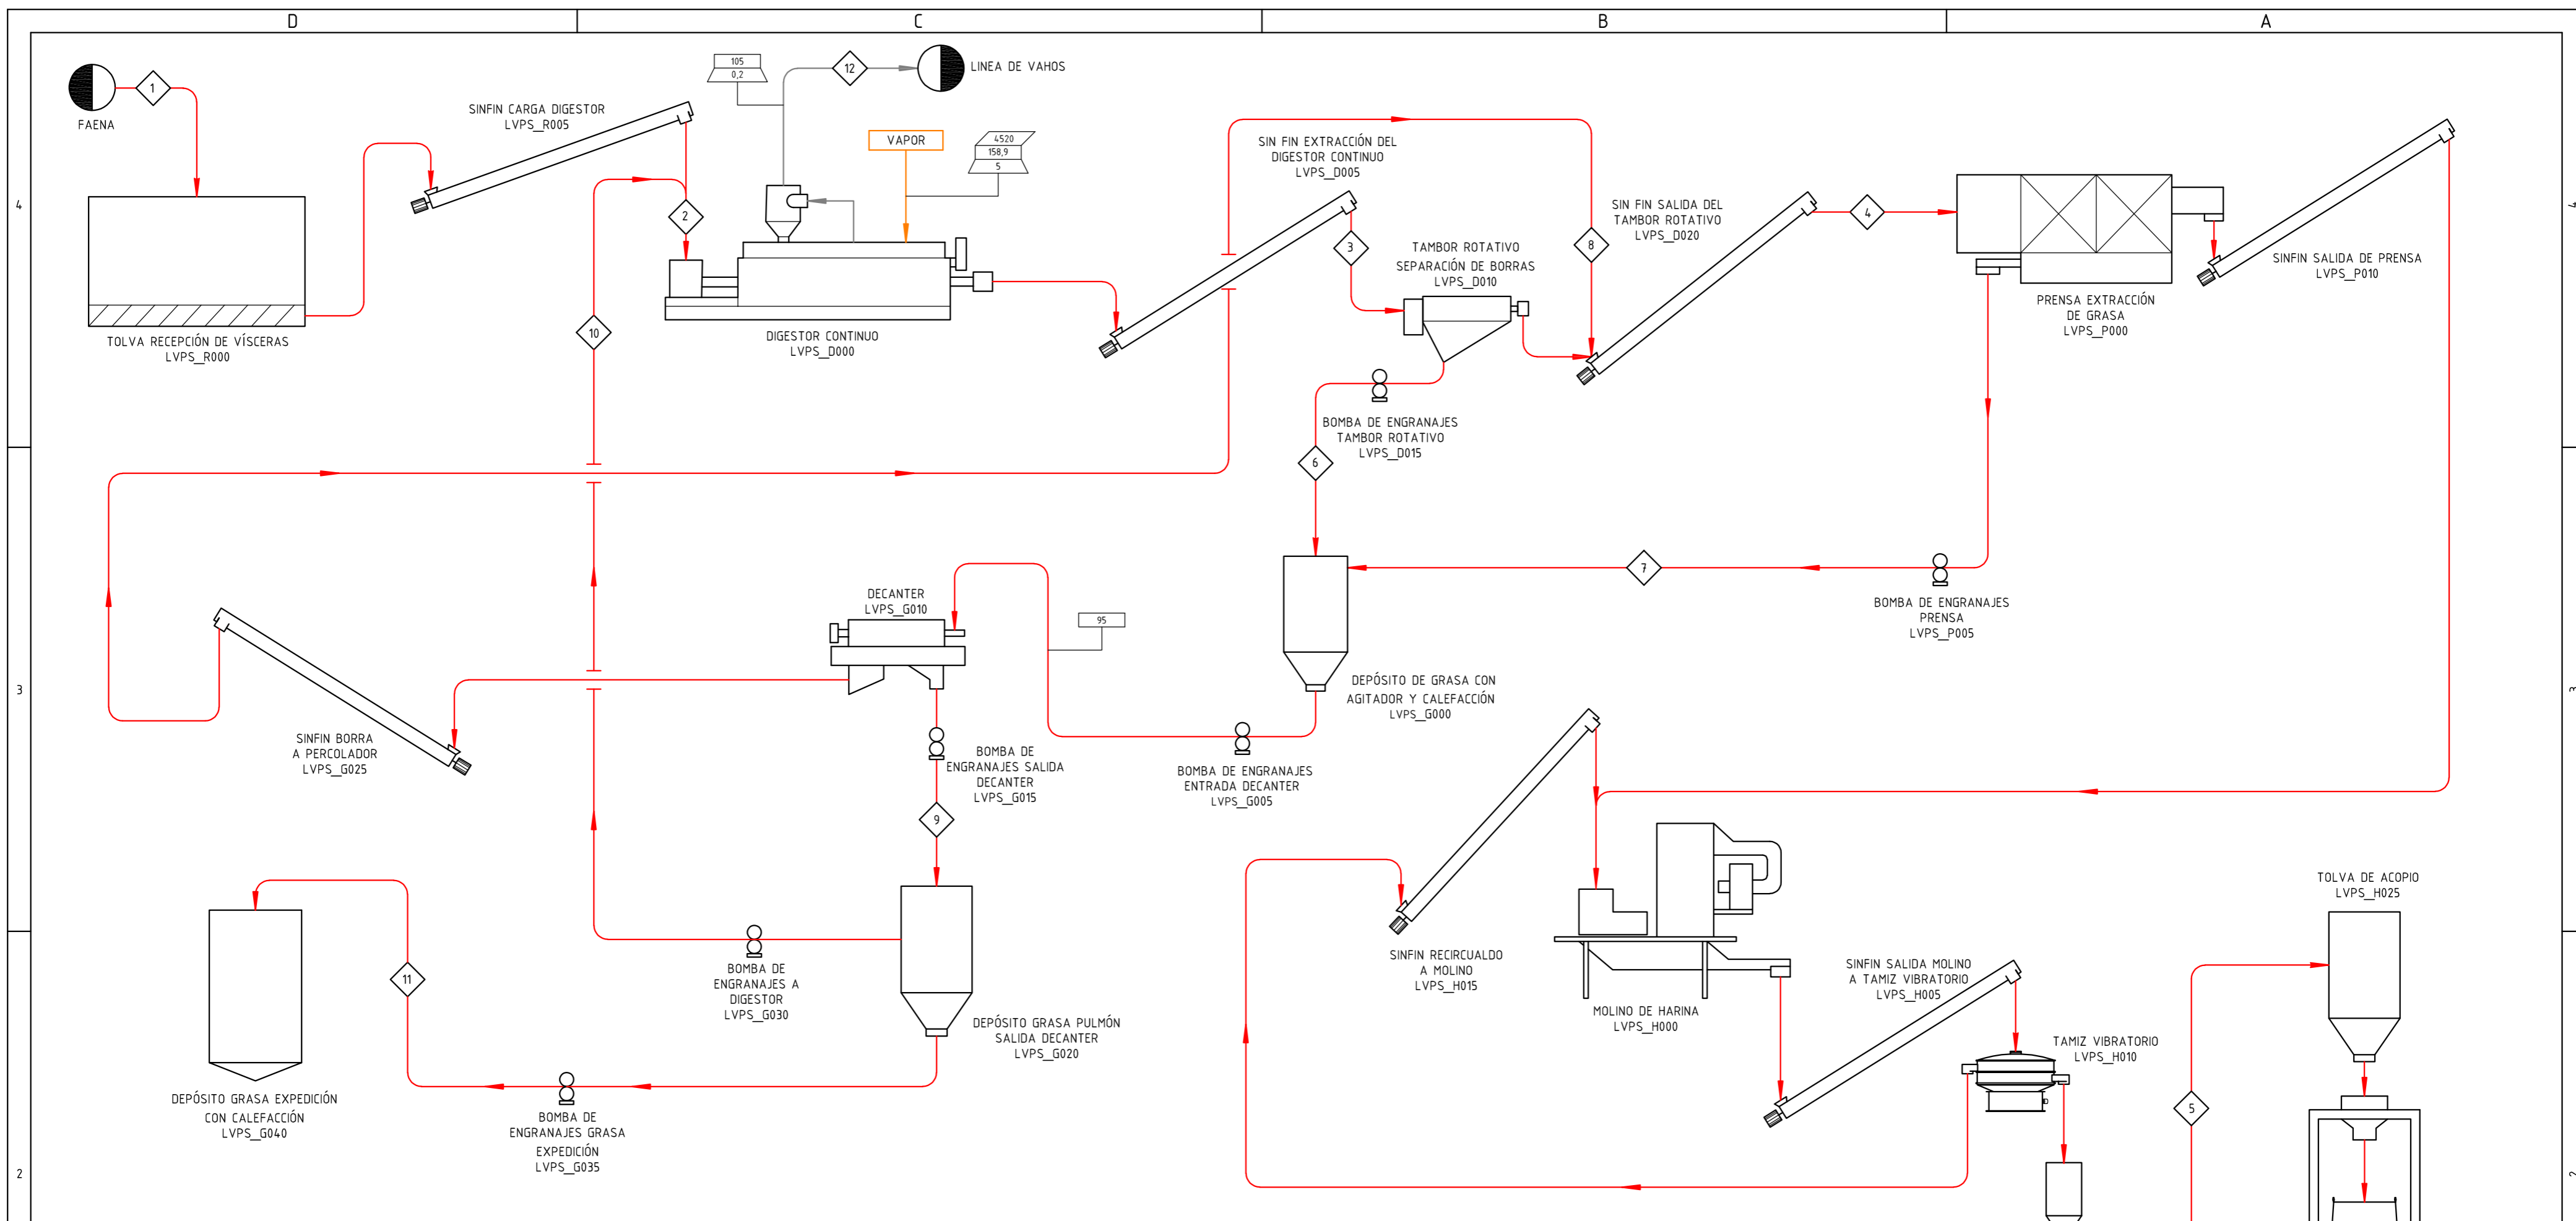 D
C
B
A
4
4
3
3
2
2
1
FAENA
TOLVA RECEPCIÓN DE VÍSCERAS
LVPS_R000
SINFIN CARGA DIGESTOR
LVPS_R005
105
0,2
12
LINEA DE VAHOS
VAPOR
4520
158,9
5
2
10
DIGESTOR CONTINUO
LVPS_D000
SIN FIN EXTRACCIÓN DEL
DIGESTOR CONTINUO
LVPS_D005
3
TAMBOR ROTATIVO
SEPARACIÓN DE BORRAS
LVPS_D010
8
SIN FIN SALIDA DEL
TAMBOR ROTATIVO
LVPS_D020
4
PRENSA EXTRACCIÓN
DE GRASA
LVPS_P000
SINFIN SALIDA DE PRENSA
LVPS_P010
BOMBA DE ENGRANAJES
TAMBOR ROTATIVO
LVPS_D015
6
7
BOMBA DE ENGRANAJES
PRENSA
LVPS_P005
DECANTER
LVPS_G010
95
DEPÓSITO DE GRASA CON
AGITADOR Y CALEFACCIÓN
LVPS_G000
SINFIN BORRA
A PERCOLADOR
LVPS_G025
BOMBA DE
ENGRANAJES SALIDA
DECANTER
LVPS_G015
BOMBA DE ENGRANAJES
ENTRADA DECANTER
LVPS_G005
9
11
BOMBA DE
ENGRANAJES A
DIGESTOR
LVPS_G030
DEPÓSITO GRASA PULMÓN
SALIDA DECANTER
LVPS_G020
DEPÓSITO GRASA EXPEDICIÓN
CON CALEFACCIÓN
LVPS_G040
BOMBA DE
ENGRANAJES GRASA
EXPEDICIÓN
LVPS_G035
SINFIN RECIRCUALDO
A MOLINO
LVPS_H015
MOLINO DE HARINA
LVPS_H000
SINFIN SALIDA MOLINO
A TAMIZ VIBRATORIO
LVPS_H005
TAMIZ VIBRATORIO
LVPS_H010
TOLVA DE ACOPIO
LVPS_H025
5